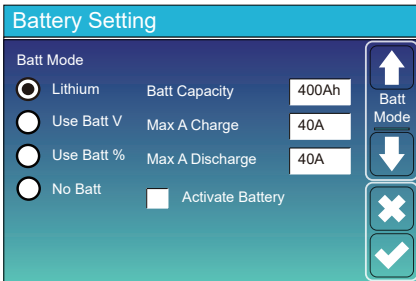 Battery Setting
Batt Mode
Lithium
Batt Capacity
400Ah
Use Batt V
Max A Charge
40A
Use Batt %
Max A Discharge
40A
No Batt
Activate Battery
Batt
Mode